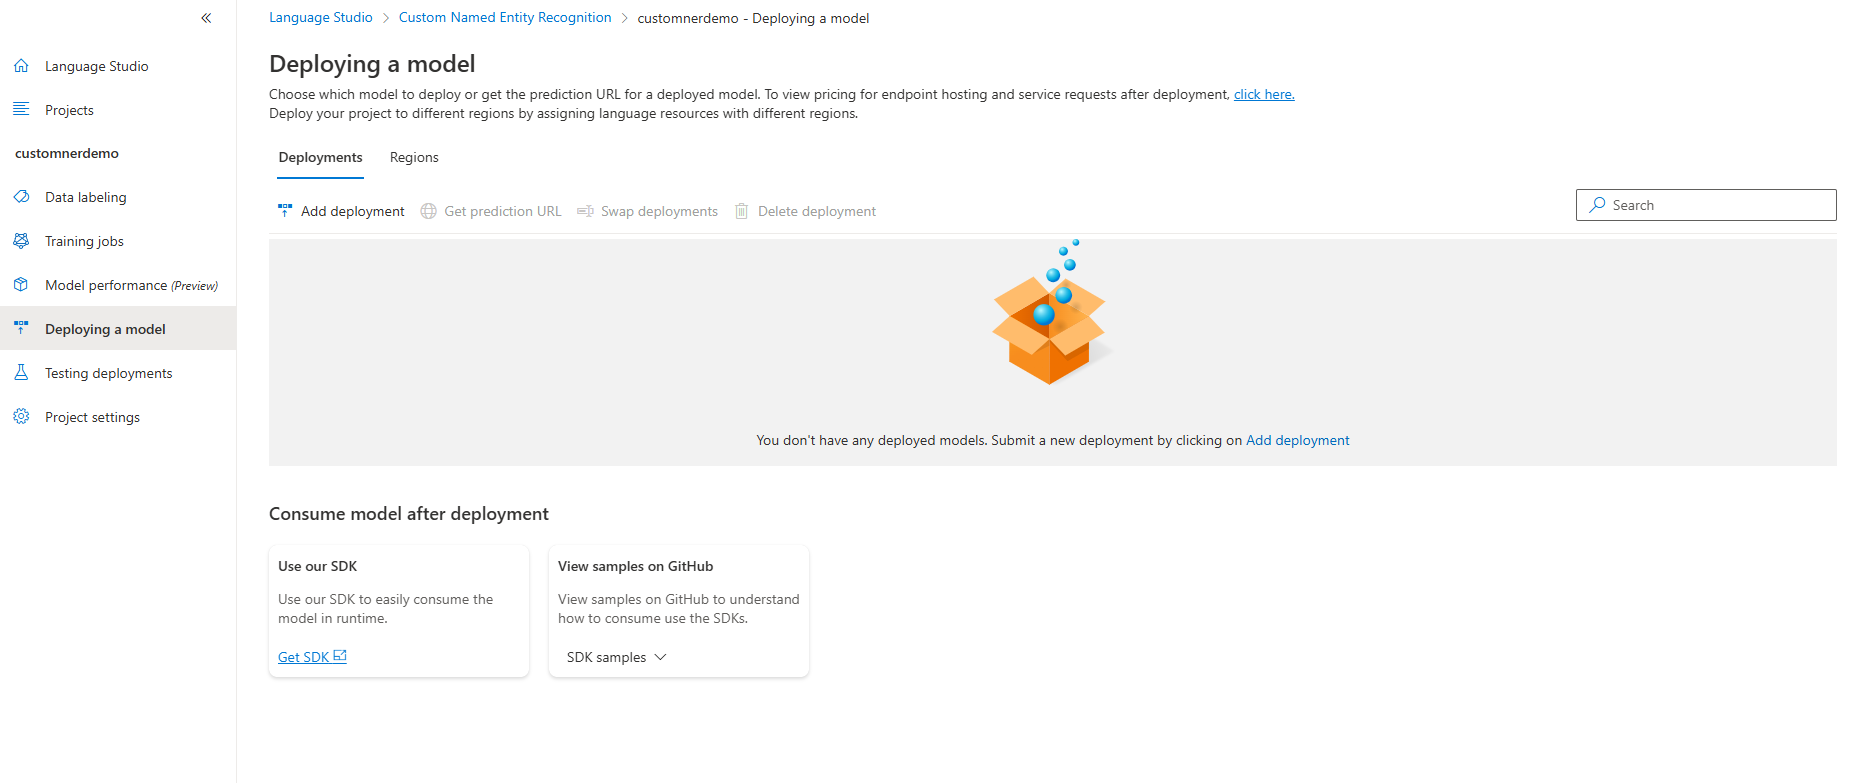 Language Studio > Custom Named Entity Recognition > customnerdemo - Deploying a model
Language Studio
Projects
customnerdemo
Data labeling
Training jobs
Model performance (Preview)
Deploying a model
Testing deployments
Project settings
Deploying a model
Choose which model to deploy or get the prediction URL for a deployed model. To view pricing for endpoint hosting and service requests after deployment, click here.
Deploy your project to different regions by assigning language resources with different regions.
Deployments Regions
Add deployment Get prediction URL Swap deployments Delete deployment Search
You don't have any deployed models. Submit a new deployment by clicking on Add deployment
Consume model after deployment
Use our SDK
Use our SDK to easily consume the
model in runtime.
Get SDK
View samples on GitHub
View samples on GitHub to understand
how to consume use the SDKs.
SDK samples